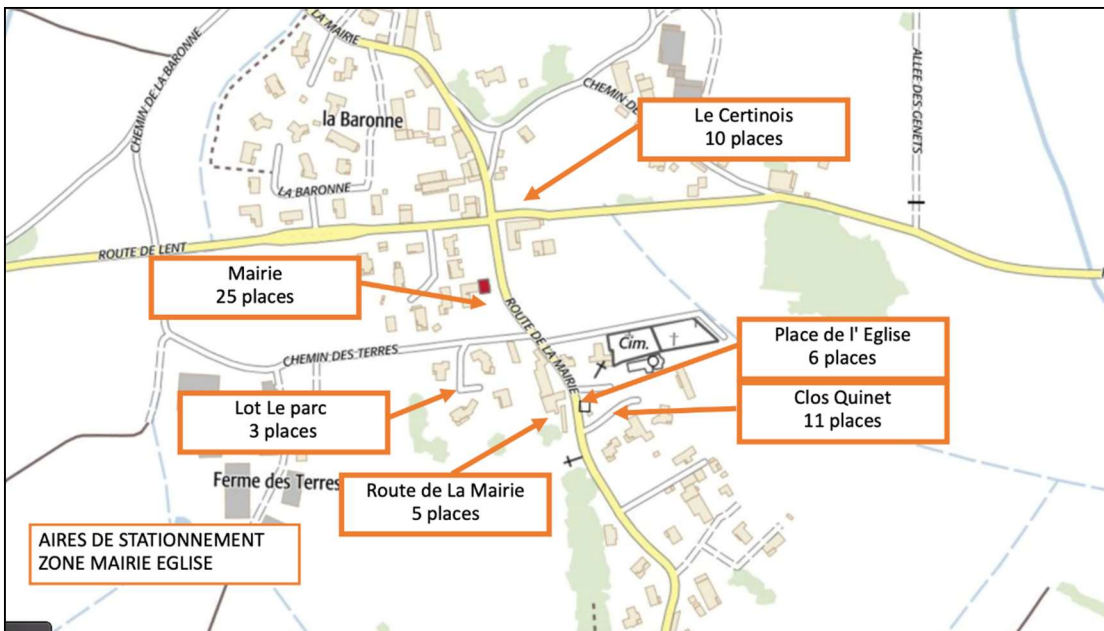 LA MAIRIE
CHEMIN DE LA BARONNE
la Baronne
LA BARONNE
CHEMIN DE
ALLEE DES GENETS
Le Certinois
10 places
ROUTE DE LENT
Mairie
25 places
ROUTE DE LA MAIRIE
CHEMIN DES TERRES
Cim.
Place de l' Eglise
6 places
Clos Quinet
11 places
Lot Le parc
3 places
Ferme des Terres
Route de La Mairie
5 places
AIRES DE STATIONNEMENT
ZONE MAIRIE EGLISE